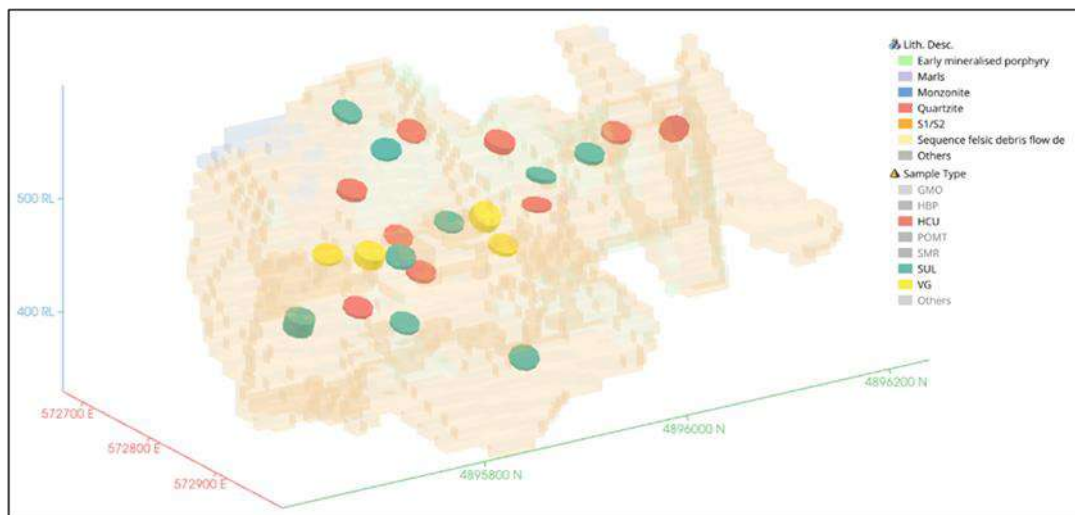 Lith. Desc.
Early mineralised porphyry
Marls
Monzonite
Quartzite
S1/S2
Sequence felsic debris flow de
Others
Sample Type
GMO
HBP
HCU
POMT
SMR
SUL
VG
Others
500 RL
400 RL
572700 E
572800 E
572900 E
4895800 N
4896000 N
4896200 N